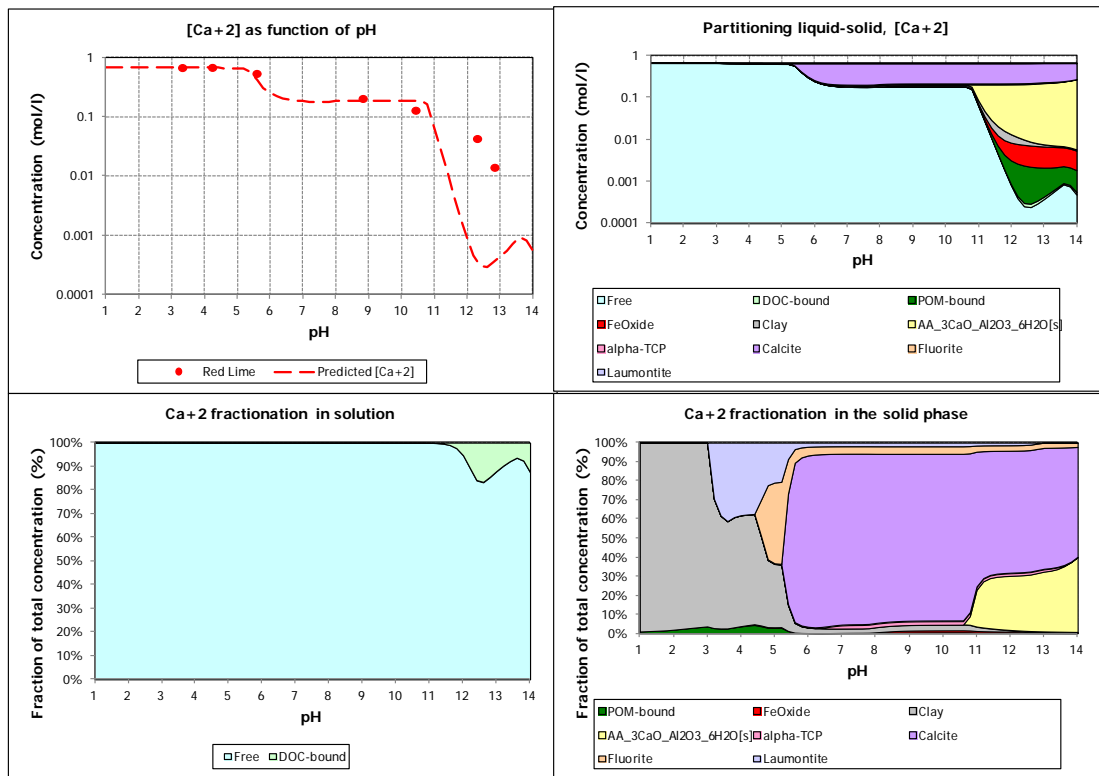 [Ca+2] as function of pH
Concentration (mol/l)
1
0.1
0.01
0.001
0.0001
1 2 3 4 5 6 7 8 9 10 11 12 13 14
pH
Red Lime Predicted [Ca+2]
Partitioning liquid-solid, [Ca+2]
Concentration (mol/l)
1
0.1
0.01
0.001
0.0001
1 2 3 4 5 6 7 8 9 10 11 12 13 14
pH
Free DOC-bound POM-bound
FeOxide Clay AA_3CaO_Al2O3_6H2O[s]
alpha-TCP Calcite Fluorite
Laumontite
Ca+2 fractionation in solution
Fraction of total concentration (%)
100%
90%
80%
70%
60%
50%
40%
30%
20%
10%
0%
1 2 3 4 5 6 7 8 9 10 11 12 13 14
pH
Free DOC-bound
Ca+2 fractionation in the solid phase
Fraction of total concentration (%)
100%
90%
80%
70%
60%
50%
40%
30%
20%
10%
0%
1 2 3 4 5 6 7 8 9 10 11 12 13 14
pH
POM-bound FeOxide Clay
AA_3CaO_Al2O3_6H2O[s] alpha-TCP Calcite
Fluorite Laumontite